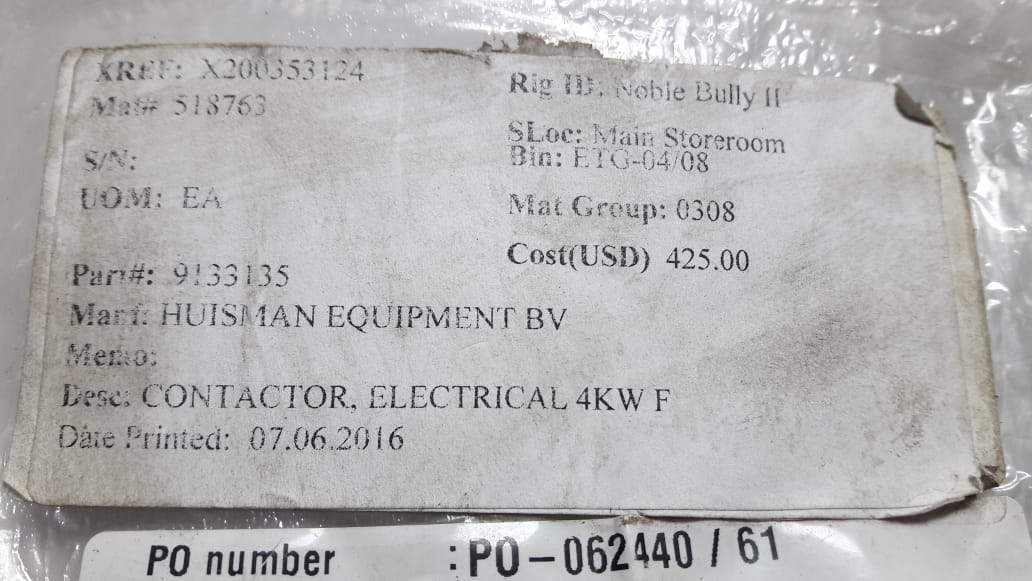 XREF: X200353124
Mat# 518763
S/N:
UOM: EA
Rig ID: Noble Bully II
SLoc: Main Storeroom
Bin: ETG-04/08
Mat Group: 0308
Cost(USD) 425.00
Part#: 9133135
Manf: HUISMAN EQUIPMENT BV
Memo:
Desc: CONTACTOR, ELECTRICAL 4KW F
Date Printed: 07.06.2016
PO number : PO-062440 / 61